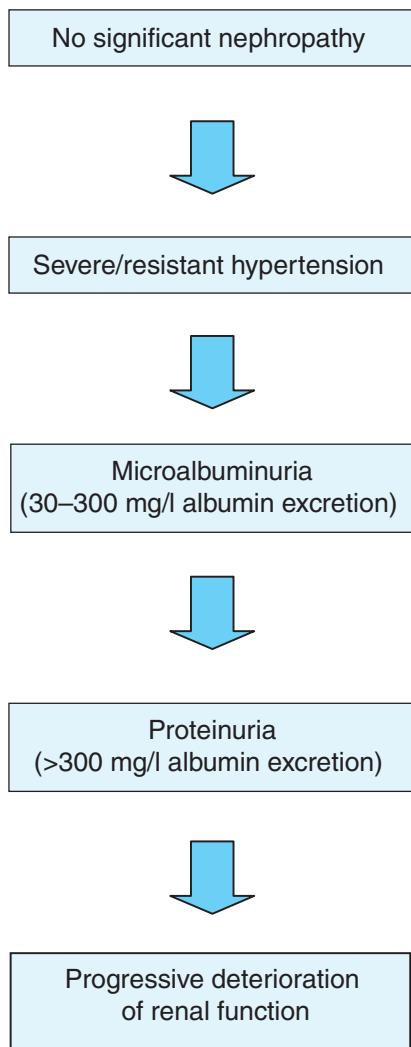 No significant nephropathy
Severe/resistant hypertension
Microalbuminuria
(30–300 mg/l albumin excretion)
Proteinuria
(>300 mg/l albumin excretion)
Progressive deterioration
of renal function